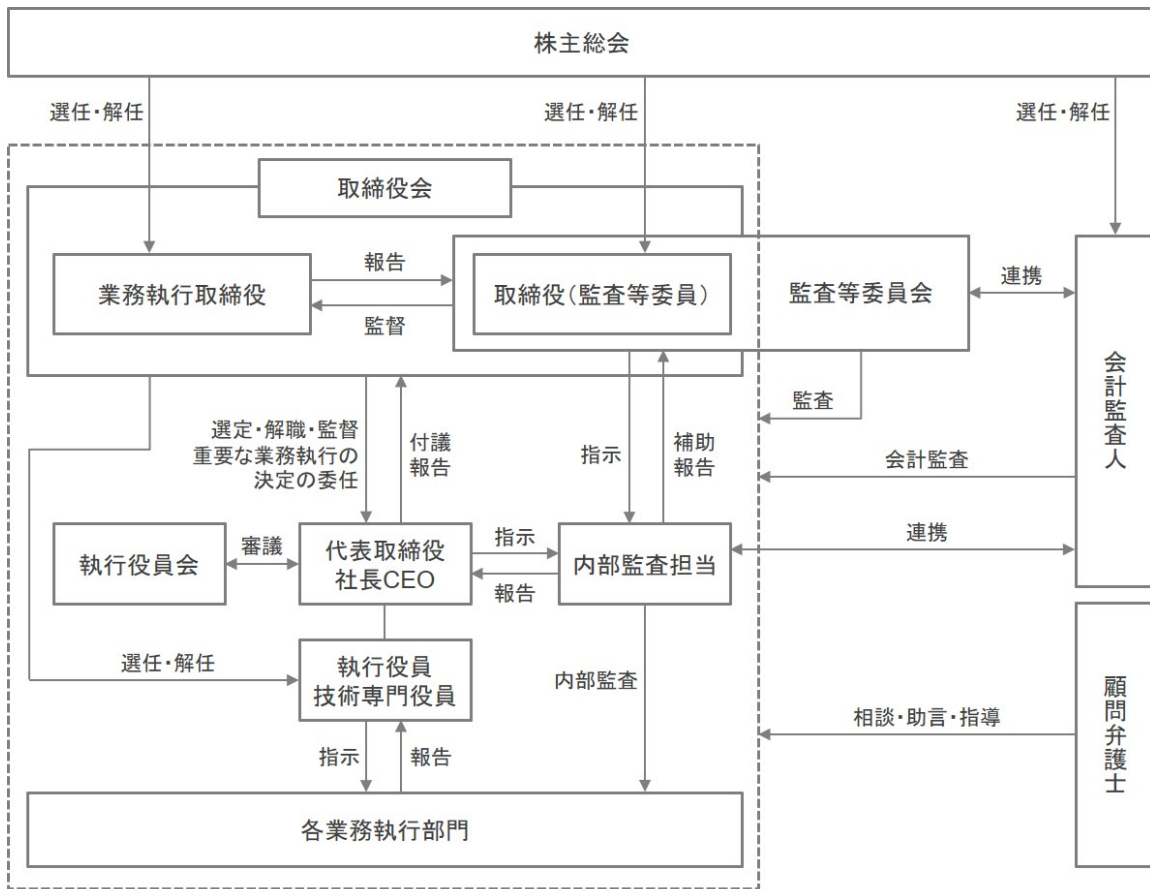 株主総会
選任・解任
選任・解任
選任・解任
取締役会
業務執行取締役
報告
監督
取締役(監査等委員)
監査等委員会
連携
会計監査人
監査
選定・解職・監督
重要な業務執行の
決定の委任
付議
報告
指示
補助
報告
会計監査
執行役員会
審議
代表取締役
社長CEO
指示
報告
内部監査担当
連携
選任・解任
執行役員
技術専門役員
内部監査
相談・助言・指導
顧問弁護士
指示
報告
各業務執行部門